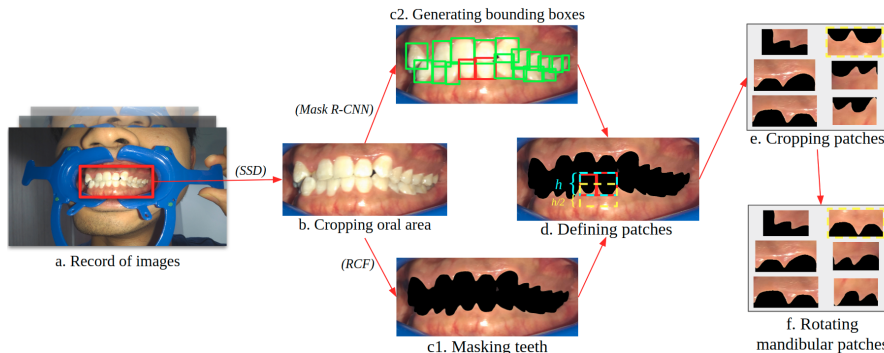 c2. Generating bounding boxes
(Mask R-CNN)
(SSD)
a. Record of images
b. Cropping oral area
(RCF)
c1. Masking teeth
h
h/2
d. Defining patches
e. Cropping patches
f. Rotating
mandibular patches